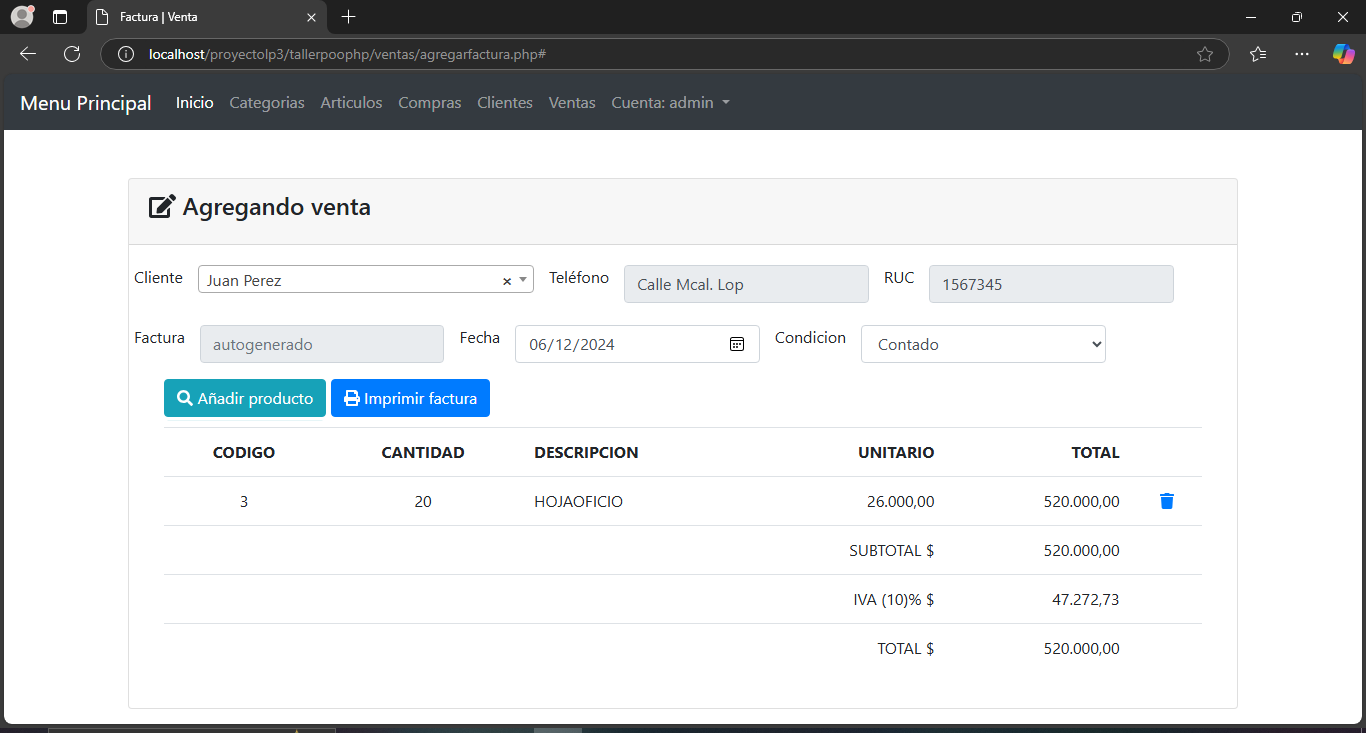 Factura | Venta
localhost/proyectolp3/tallerpoophp/ventas/agregarfactura.php#
Menu Principal Inicio Categorias Articulos Compras Clientes Ventas Cuenta: admin
Agregando venta
Cliente Juan Perez × Teléfono Calle Mcal. Lop RUC 1567345
Factura autogenerado Fecha 06/12/2024 Condicion Contado
Añadir producto Imprimir factura
CODIGO CANTIDAD DESCRIPCION UNITARIO TOTAL
3 20 HOJAOFICIO 26.000,00 520.000,00
SUBTOTAL $ 520.000,00
IVA (10)% $ 47.272,73
TOTAL $ 520.000,00